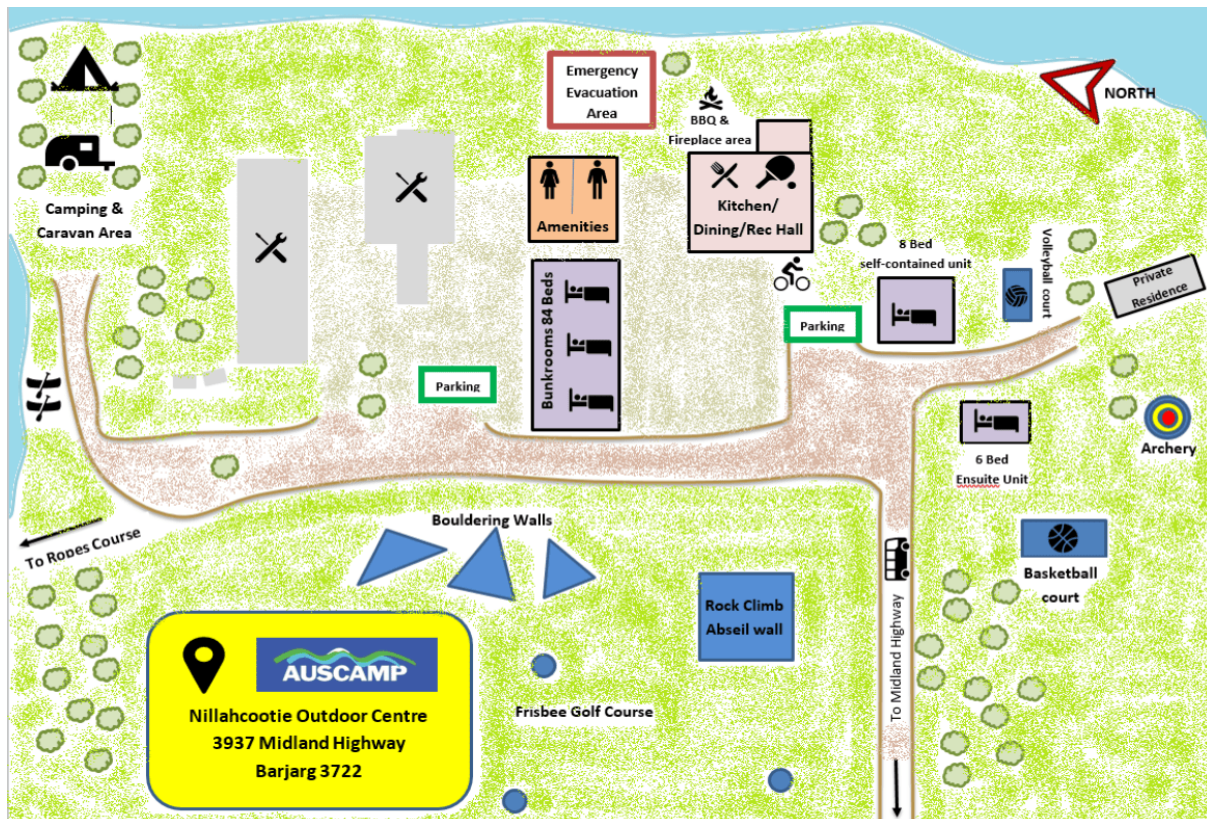 Emergency
Evacuation
Area
NORTH
BBQ &
Fireplace area
Camping &
Caravan Area
Amenities
Kitchen/
Dining/Rec Hall
8 Bed
self-contained unit
Volleyball court
Private
Residence
Bunkrooms 84 Beds
Parking
Parking
6 Bed
Ensuite Unit
Archery
To Ropes Course
Bouldering Walls
Rock Climb
Abseil wall
Basketball
court
To Midland Highway
Frisbee Golf Course
AUSCAMP
Nillahcootie Outdoor Centre
3937 Midland Highway
Barjarg 3722